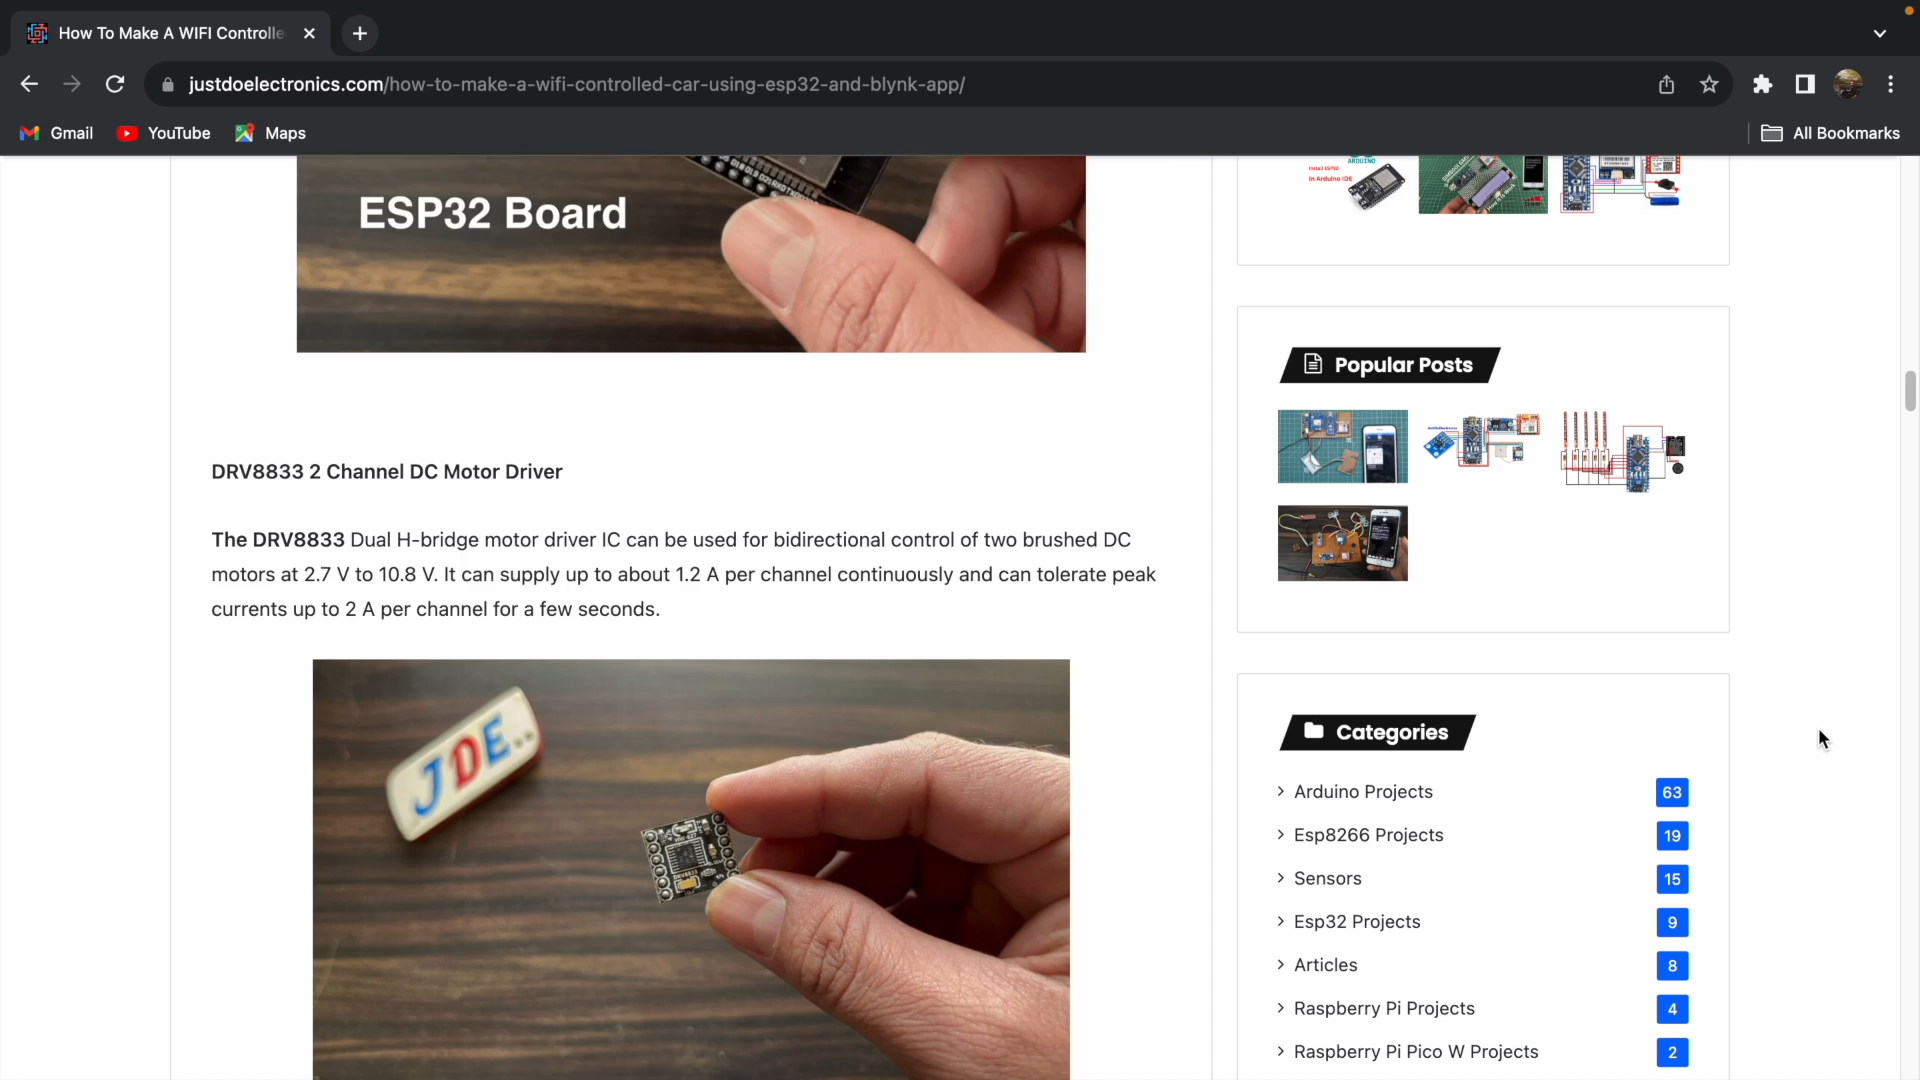 How To Make A WIFI Controlle
justdoelectronics.com/how-to-make-a-wifi-controlled-car-using-esp32-and-blynk-app/
Gmail
YouTube
Maps
All Bookmarks
ESP32 Board
ARDUINO
In Arduino IDE
Popular Posts
DRV8833 2 Channel DC Motor Driver
The DRV8833 Dual H-bridge motor driver IC can be used for bidirectional control of two brushed DC
motors at 2.7 V to 10.8 V. It can supply up to about 1.2 A per channel continuously and can tolerate peak
currents up to 2 A per channel for a few seconds.
JDE..
DRV8833
Categories
Arduino Projects 63
Esp8266 Projects 19
Sensors 15
Esp32 Projects 9
Articles 8
Raspberry Pi Projects 4
Raspberry Pi Pico W Projects 2